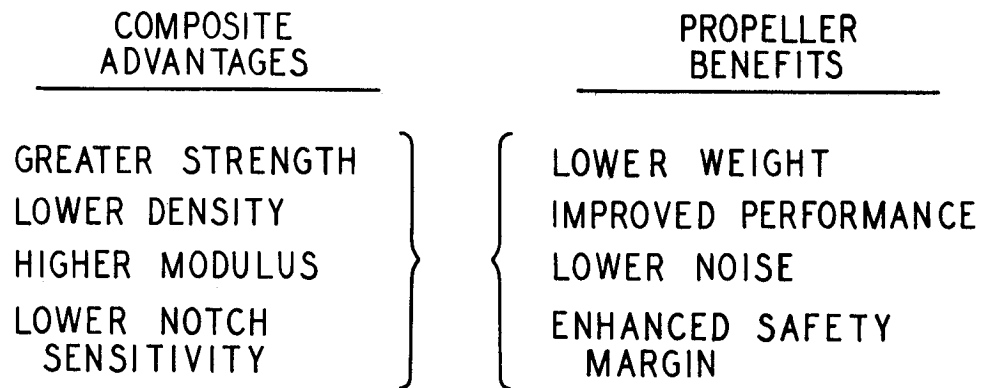 COMPOSITE
ADVANTAGES
GREATER STRENGTH
LOWER DENSITY
HIGHER MODULUS
LOWER NOTCH
SENSITIVITY
PROPELLER
BENEFITS
LOWER WEIGHT
IMPROVED PERFORMANCE
LOWER NOISE
ENHANCED SAFETY
MARGIN